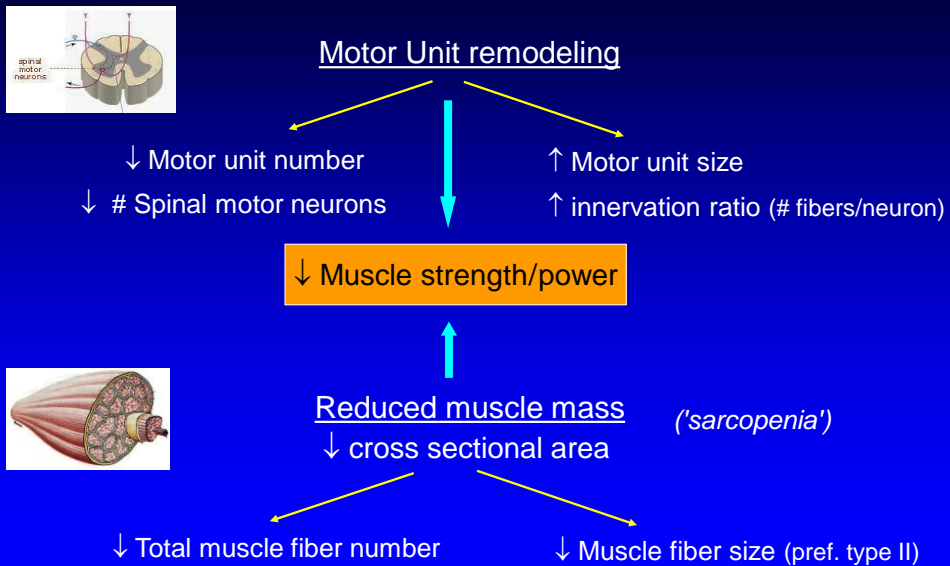 spinal
motor
neurons
Motor Unit remodeling
↓ Motor unit number
↑ Motor unit size
↓ # Spinal motor neurons
↑ innervation ratio (# fibers/neuron)
↓ Muscle strength/power
Reduced muscle mass
('sarcopenia')
↓ cross sectional area
↓ Total muscle fiber number
↓ Muscle fiber size (pref. type II)